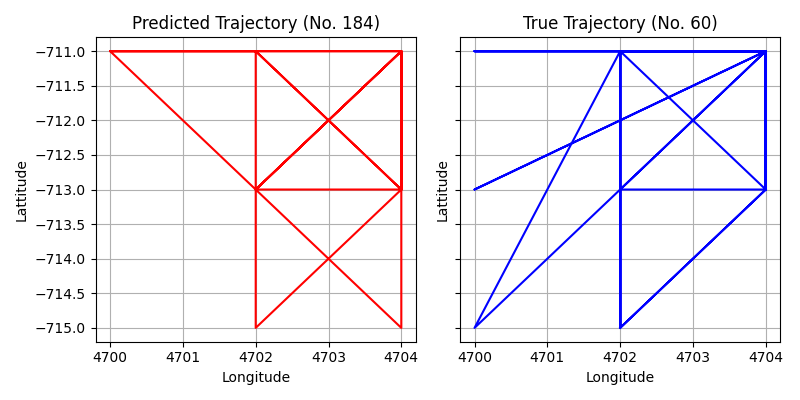 Predicted Trajectory (No. 184)
True Trajectory (No. 60)
−711.0
−711.5
−712.0
−712.5
−713.0
−713.5
−714.0
−714.5
−715.0
Lattitude
Lattitude
4700 4701 4702 4703 4704
4700 4701 4702 4703 4704
Longitude
Longitude